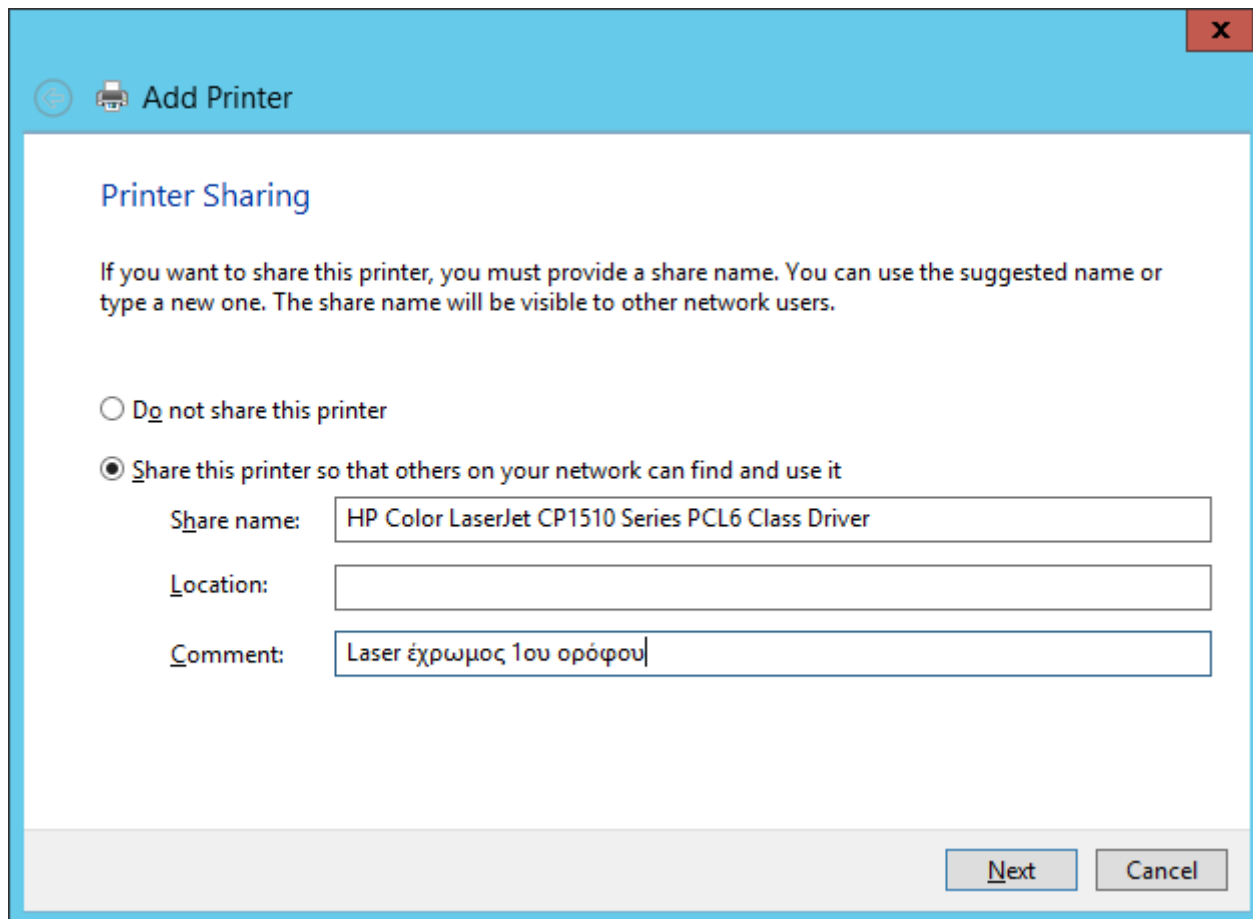 x
Add Printer
Printer Sharing
If you want to share this printer, you must provide a share name. You can use the suggested name or
type a new one. The share name will be visible to other network users.
Do not share this printer
Share this printer so that others on your network can find and use it
Share name: HP Color LaserJet CP1510 Series PCL6 Class Driver
Location:
Comment: Laser έχρωμος 1ου ορόφου
Next Cancel